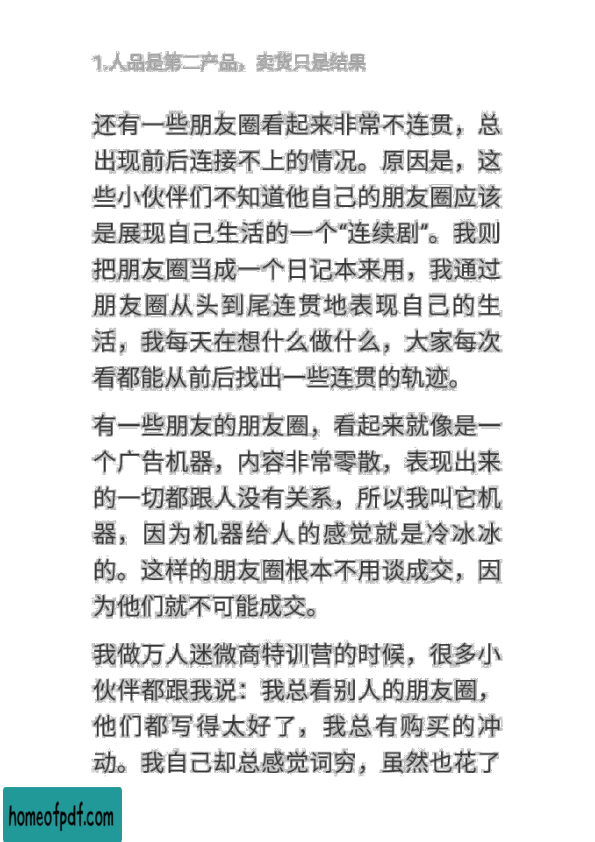 1.人品是第二产品，卖货只是结果
还有一些朋友圈看起来非常不连贯，总
出现前后连接不上的情况。原因是，这
些小伙伴们不知道他自己的朋友圈应该
是展现自己生活的一个“连续剧”。我则
把朋友圈当成一个日记本来用，我通过
朋友圈从头到尾连贯地表现自己的生
活，我每天在想什么做什么，大家每次
看都能从前后找出一些连贯的轨迹。
有一些朋友的朋友圈，看起来就像是一
个广告机器，内容非常零散，表现出来
的一切都跟人没有关系，所以我叫它机
器，因为机器给人的感觉就是冷冰冰
的。这样的朋友圈根本不用谈成交，因
为他们就不可能成交。
我做万人迷微商特训营的时候，很多小
伙伴都跟我说：我总看别人的朋友圈，
他们都写得太好了，我总有购买的冲
动。我自己却总感觉词穷，虽然也花了
homeofpdf.com